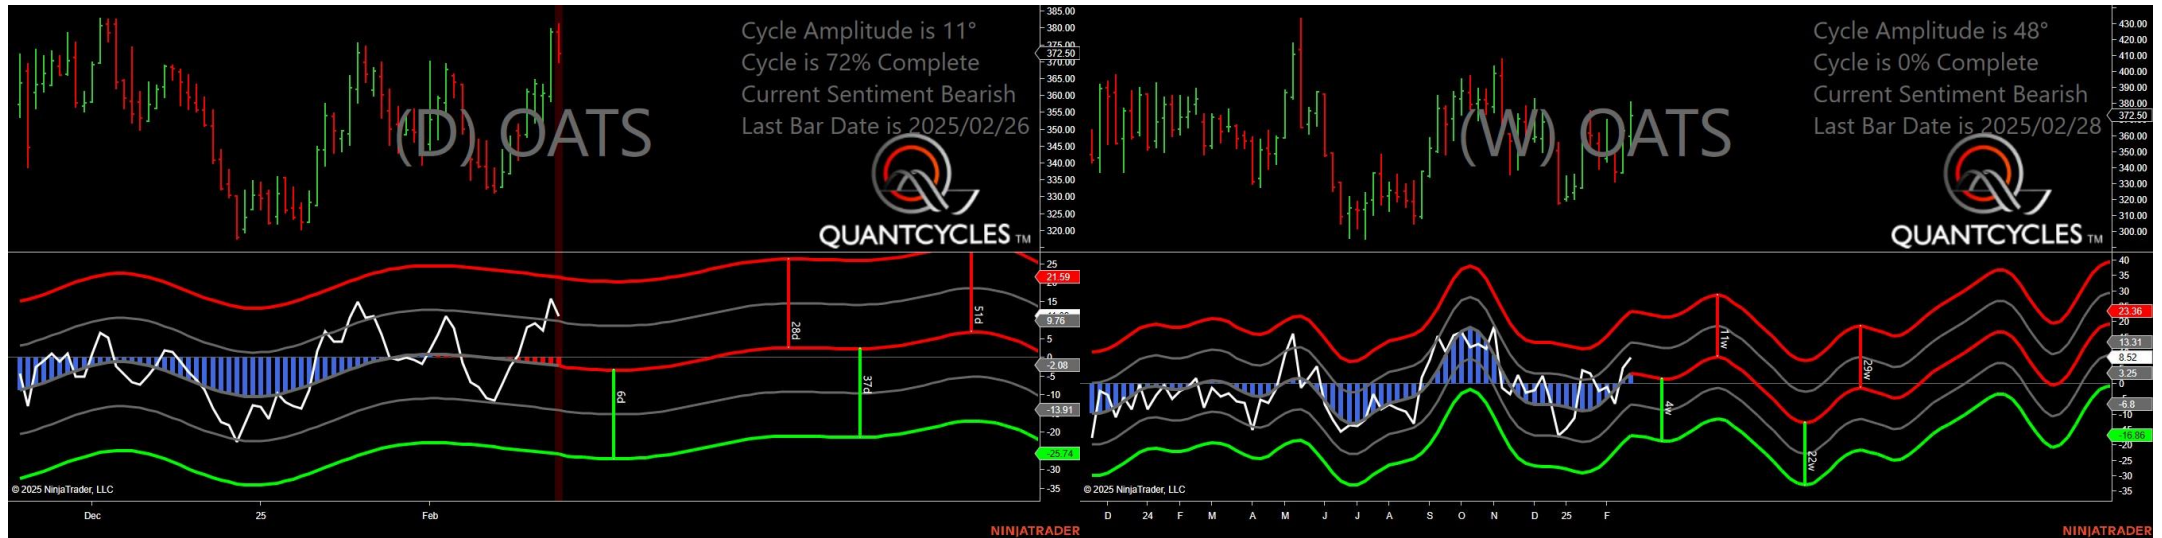 385.00
380.00
375.00
372.50
370.00
365.00
360.00
355.00
350.00
345.00
340.00
335.00
330.00
325.00
320.00
Cycle Amplitude is 11°
Cycle is 72% Complete
Current Sentiment Bearish
Last Bar Date is 2025/02/26
(D) OATS
QUANTCYCLES TM
25
21.59
20
15
9.76
5
0
-2.08
-5
-10
-13.91
-20
-25.74
-30
-35
28d
51d
6d
37d
© 2025 NinjaTrader, LLC
Dec
25
Feb
NINJATRADER
430.00
420.00
410.00
400.00
390.00
380.00
372.50
360.00
350.00
340.00
330.00
320.00
310.00
300.00
Cycle Amplitude is 48°
Cycle is 0% Complete
Current Sentiment Bearish
Last Bar Date is 2025/02/28
(W) OATS
QUANTCYCLES TM
40
35
30
23.36
20
13.31
8.52
3.25
0
-6.8
-10
-16.86
-20
-25
-30
-35
11w
29w
4w
22w
© 2025 NinjaTrader, LLC
D
24
F
M
A
M
J
J
A
S
O
N
D
25
F
NINJATRADER